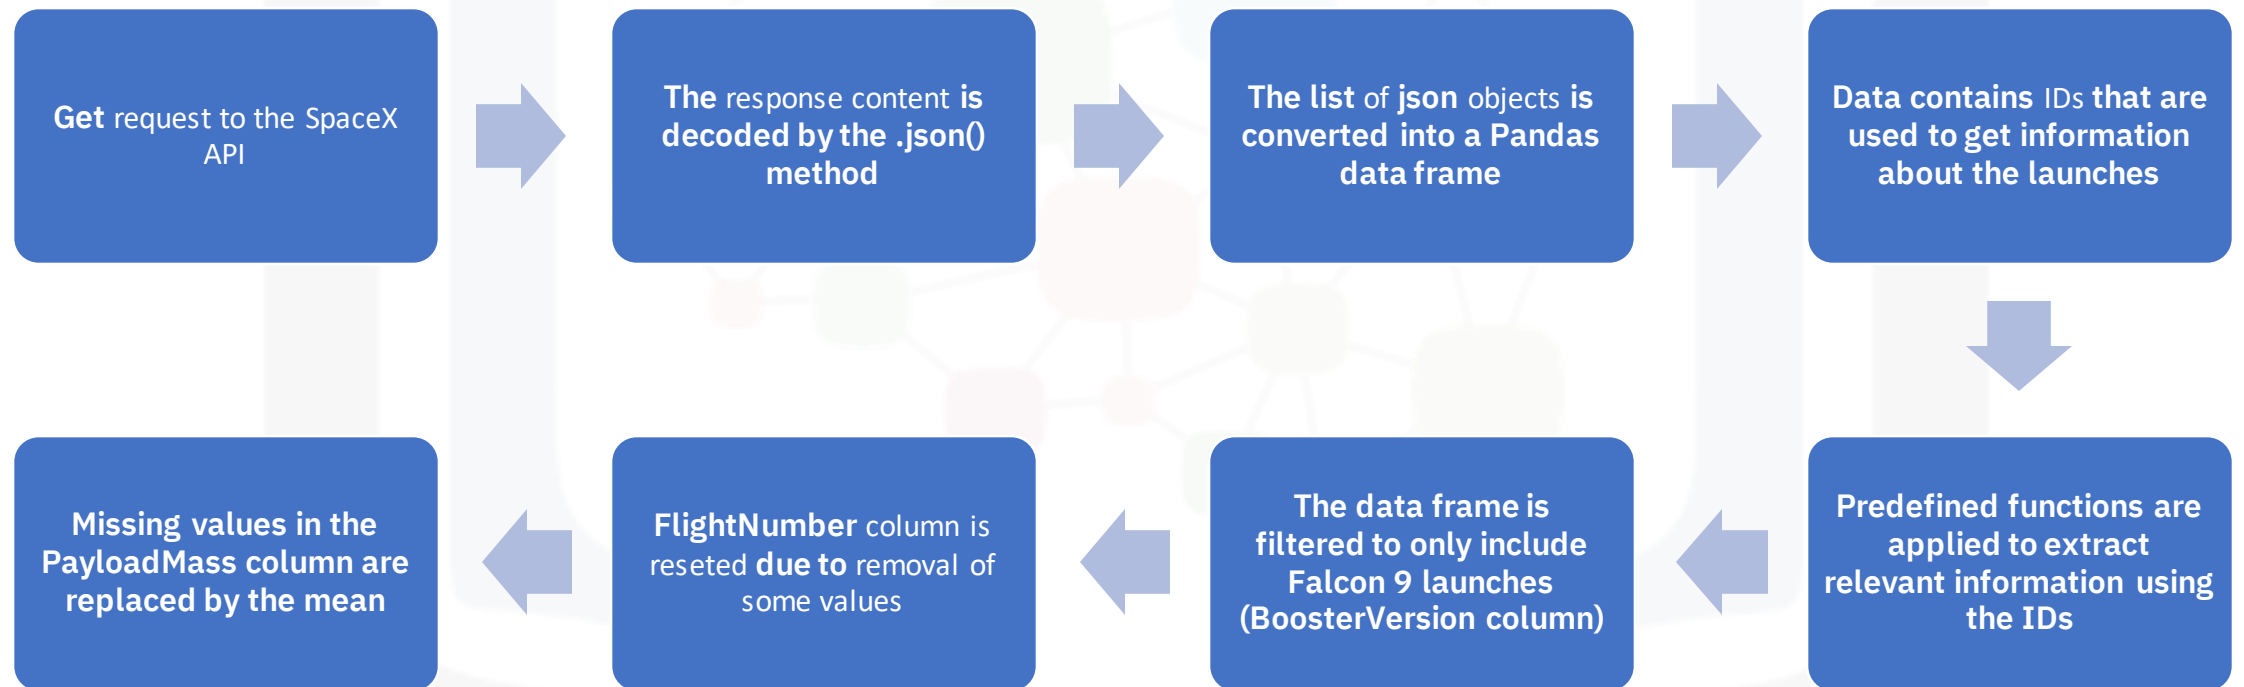 Get request to the SpaceX
API
The response content is
decoded by the .json()
method
The list of json objects is
converted into a Pandas
data frame
Data contains IDs that are
used to get information
about the launches
Predefined functions are
applied to extract
relevant information using
the IDs
The data frame is
filtered to only include
Falcon 9 launches
(BoosterVersion column)
FlightNumber column is
reseted due to removal of
some values
Missing values in the
PayloadMass column are
replaced by the mean